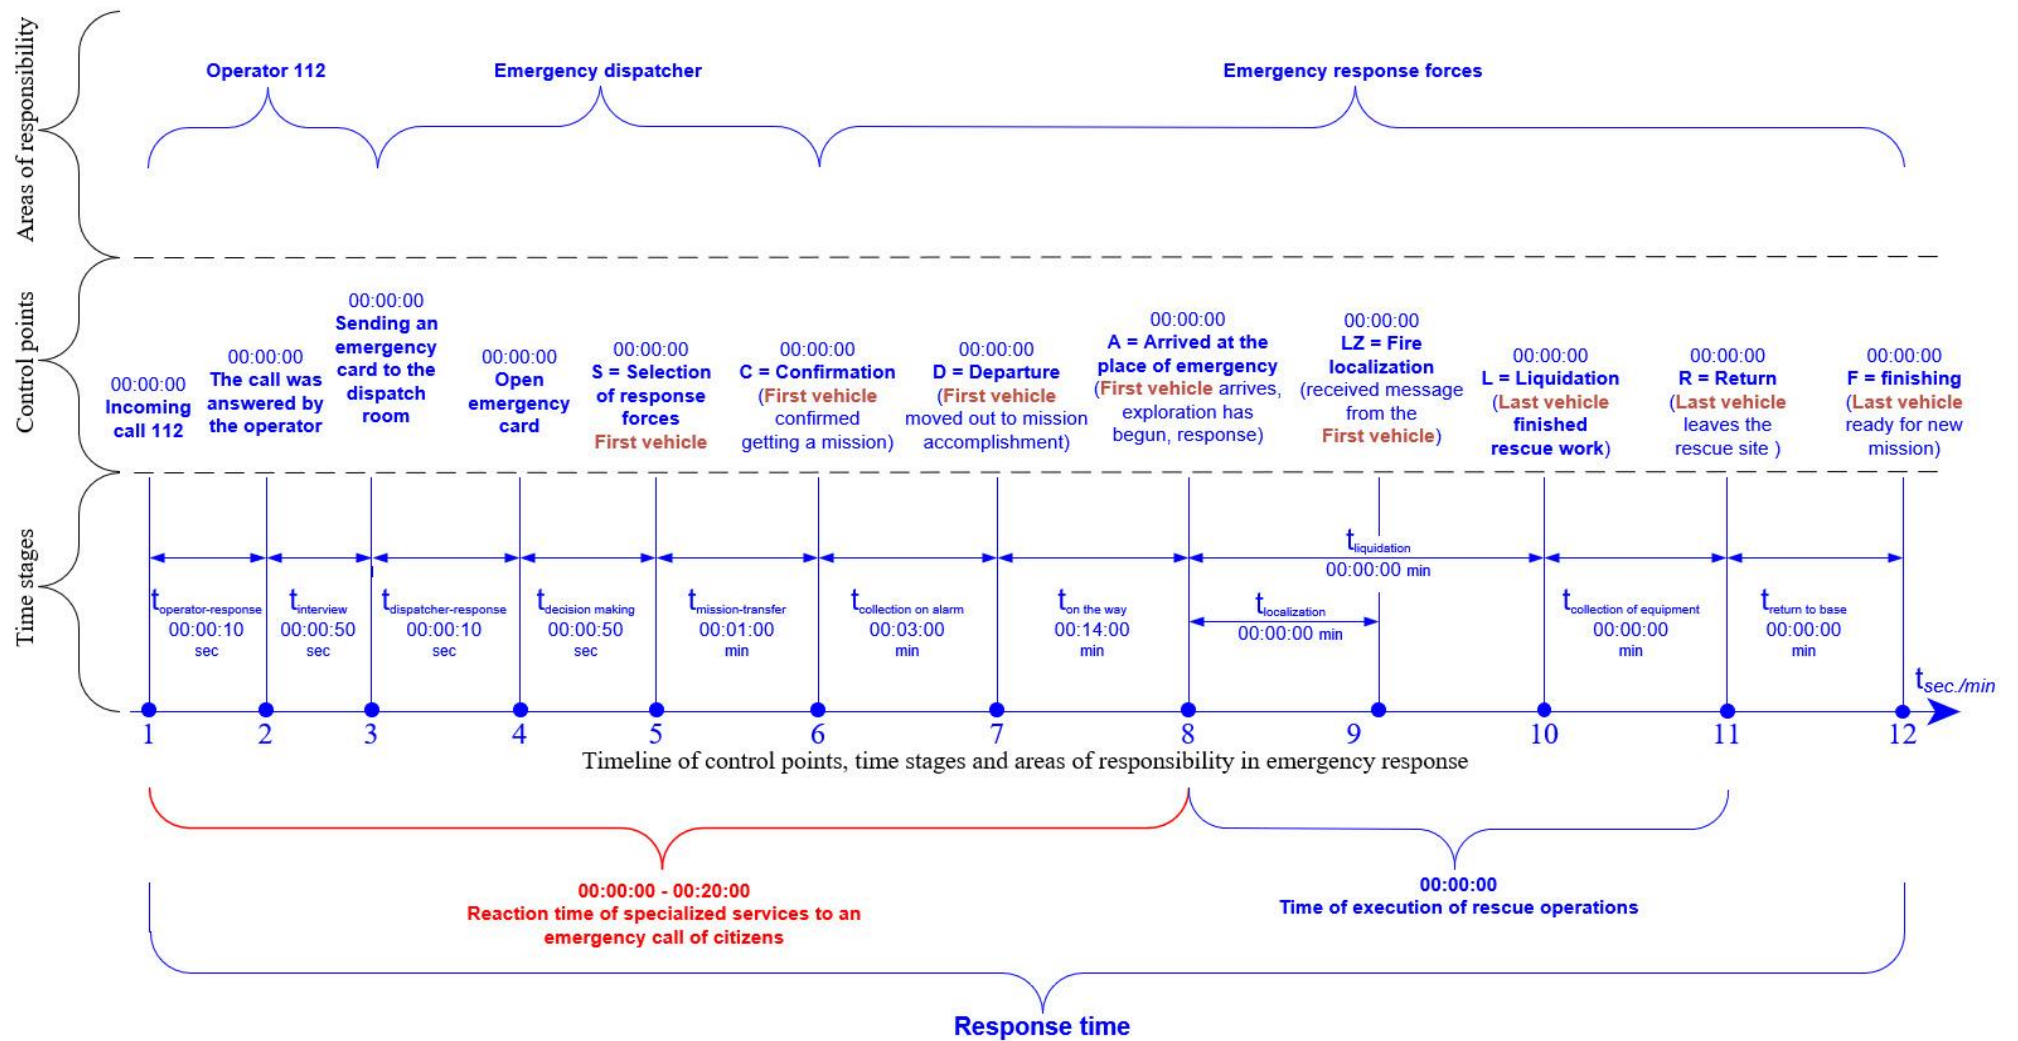 Areas of responsibility
Operator 112
Emergency dispatcher
Emergency response forces
Control points
00:00:00
Incoming
call 112
00:00:00
The call was
answered by
the operator
00:00:00
Sending an
emergency
card to the
dispatch
room
00:00:00
Open
emergency
card
00:00:00
S = Selection
of response
forces
First vehicle
00:00:00
C = Confirmation
(First vehicle
confirmed
getting a mission)
00:00:00
D = Departure
(First vehicle
moved out to mission
accomplishment)
00:00:00
A = Arrived at the
place of emergency
(First vehicle arrives,
exploration has
begun, response)
00:00:00
LZ = Fire
localization
(received message
from the
First vehicle)
00:00:00
L = Liquidation
(Last vehicle
finished
rescue work)
00:00:00
R = Return
(Last vehicle
leaves the
rescue site )
00:00:00
F = finishing
(Last vehicle
ready for new
mission)
Time stages
toperator-response
00:00:10
sec
tinterview
00:00:50
sec
tdispatcher-response
00:00:10
sec
tdecision making
00:00:50
sec
tmission-transfer
00:01:00
min
tcollection on alarm
00:03:00
min
ton the way
00:14:00
min
tliquidation
00:00:00 min
tlocalization
00:00:00 min
tcollection of equipment
00:00:00
min
treturn to base
00:00:00
min
tsec./min
1 2 3 4 5 6 7 8 9 10 11 12
Timeline of control points, time stages and areas of responsibility in emergency response
00:00:00 - 00:20:00
Reaction time of specialized services to an
emergency call of citizens
00:00:00
Time of execution of rescue operations
Response time